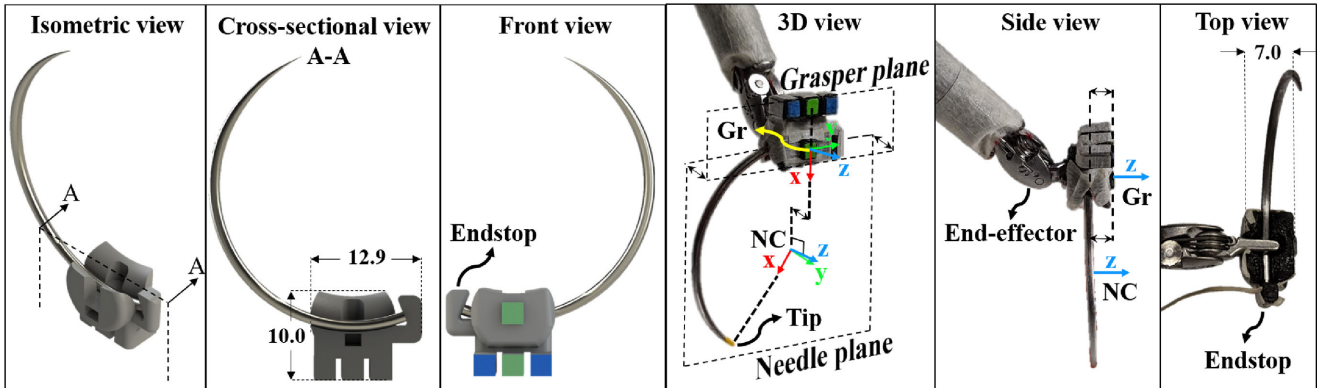 Isometric view
A
A
Cross-sectional view
A-A
12.9
10.0
Front view
Endstop
3D view
Grasper plane
Gr
Y
z
x
NC
z
x
y
Tip
Needle plane
Side view
z
Gr
End-effector
z
NC
Top view
7.0
Endstop